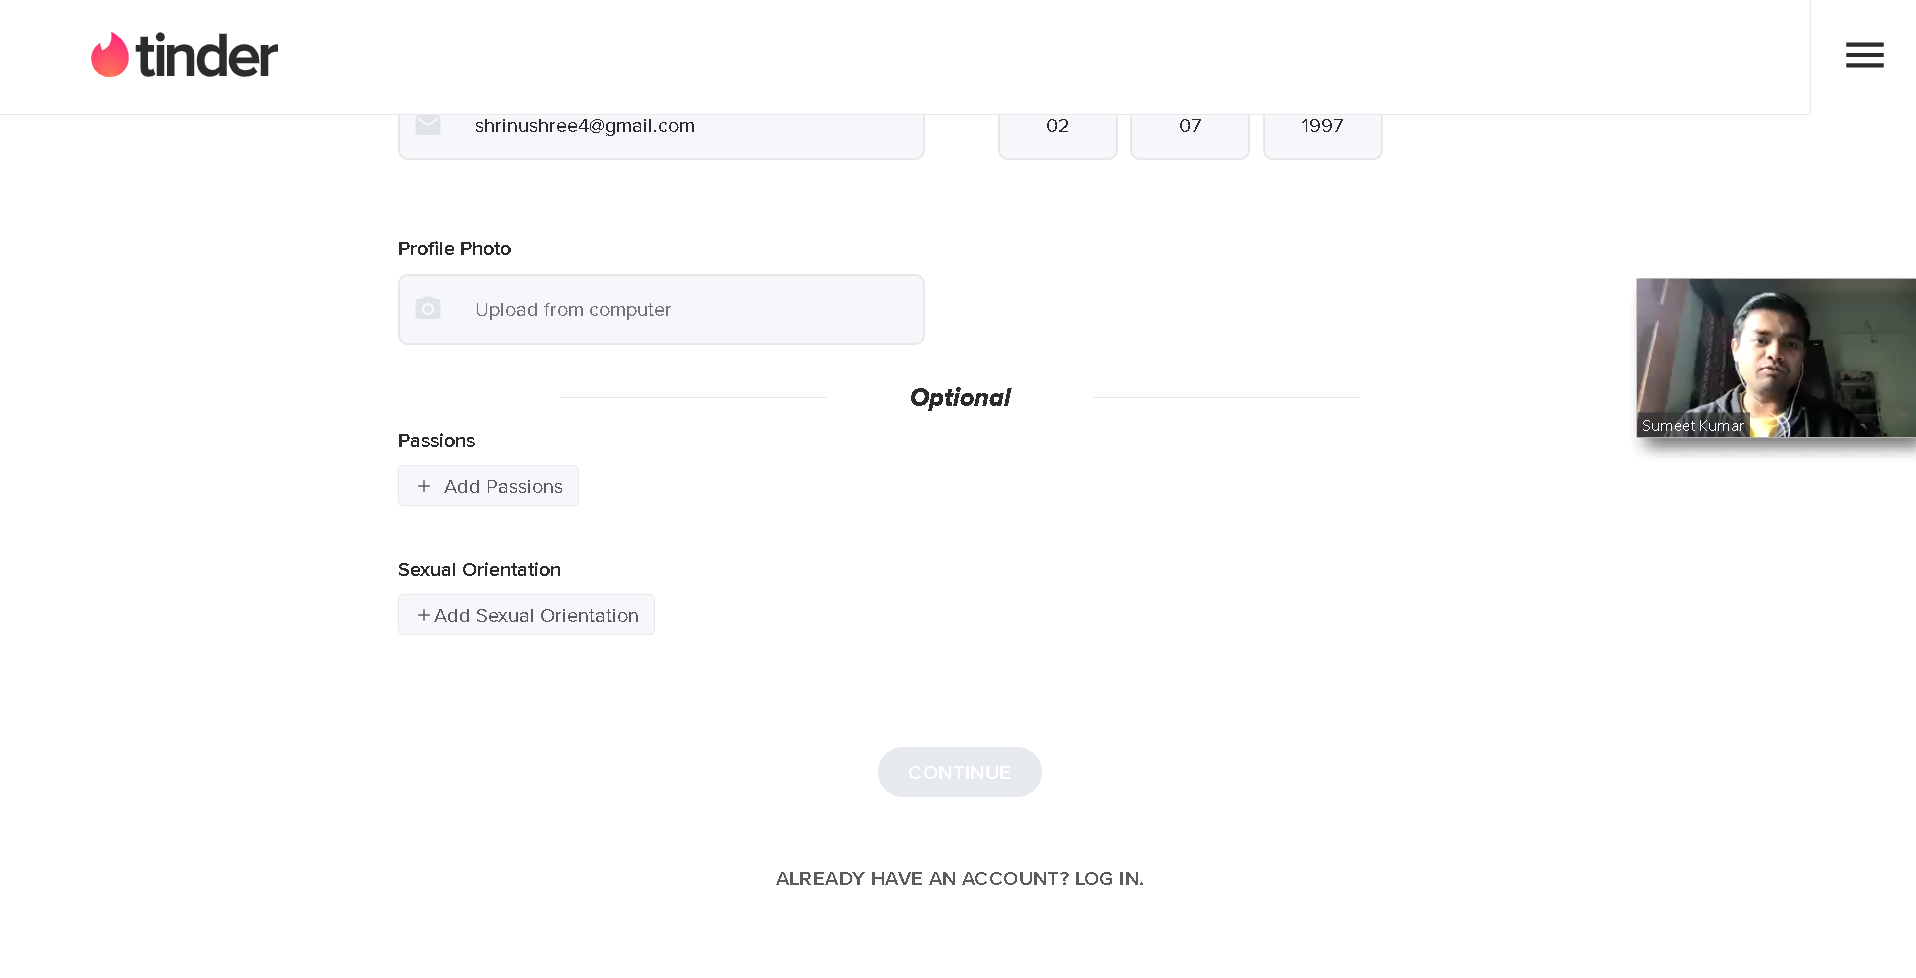 tinder
shrinushree4@gmail.com 02 07 1997
Profile Photo
Upload from computer
Optional
Passions
+ Add Passions
Sexual Orientation
+Add Sexual Orientation
Sumeet Kumar
CONTINUE
ALREADY HAVE AN ACCOUNT? LOG IN.